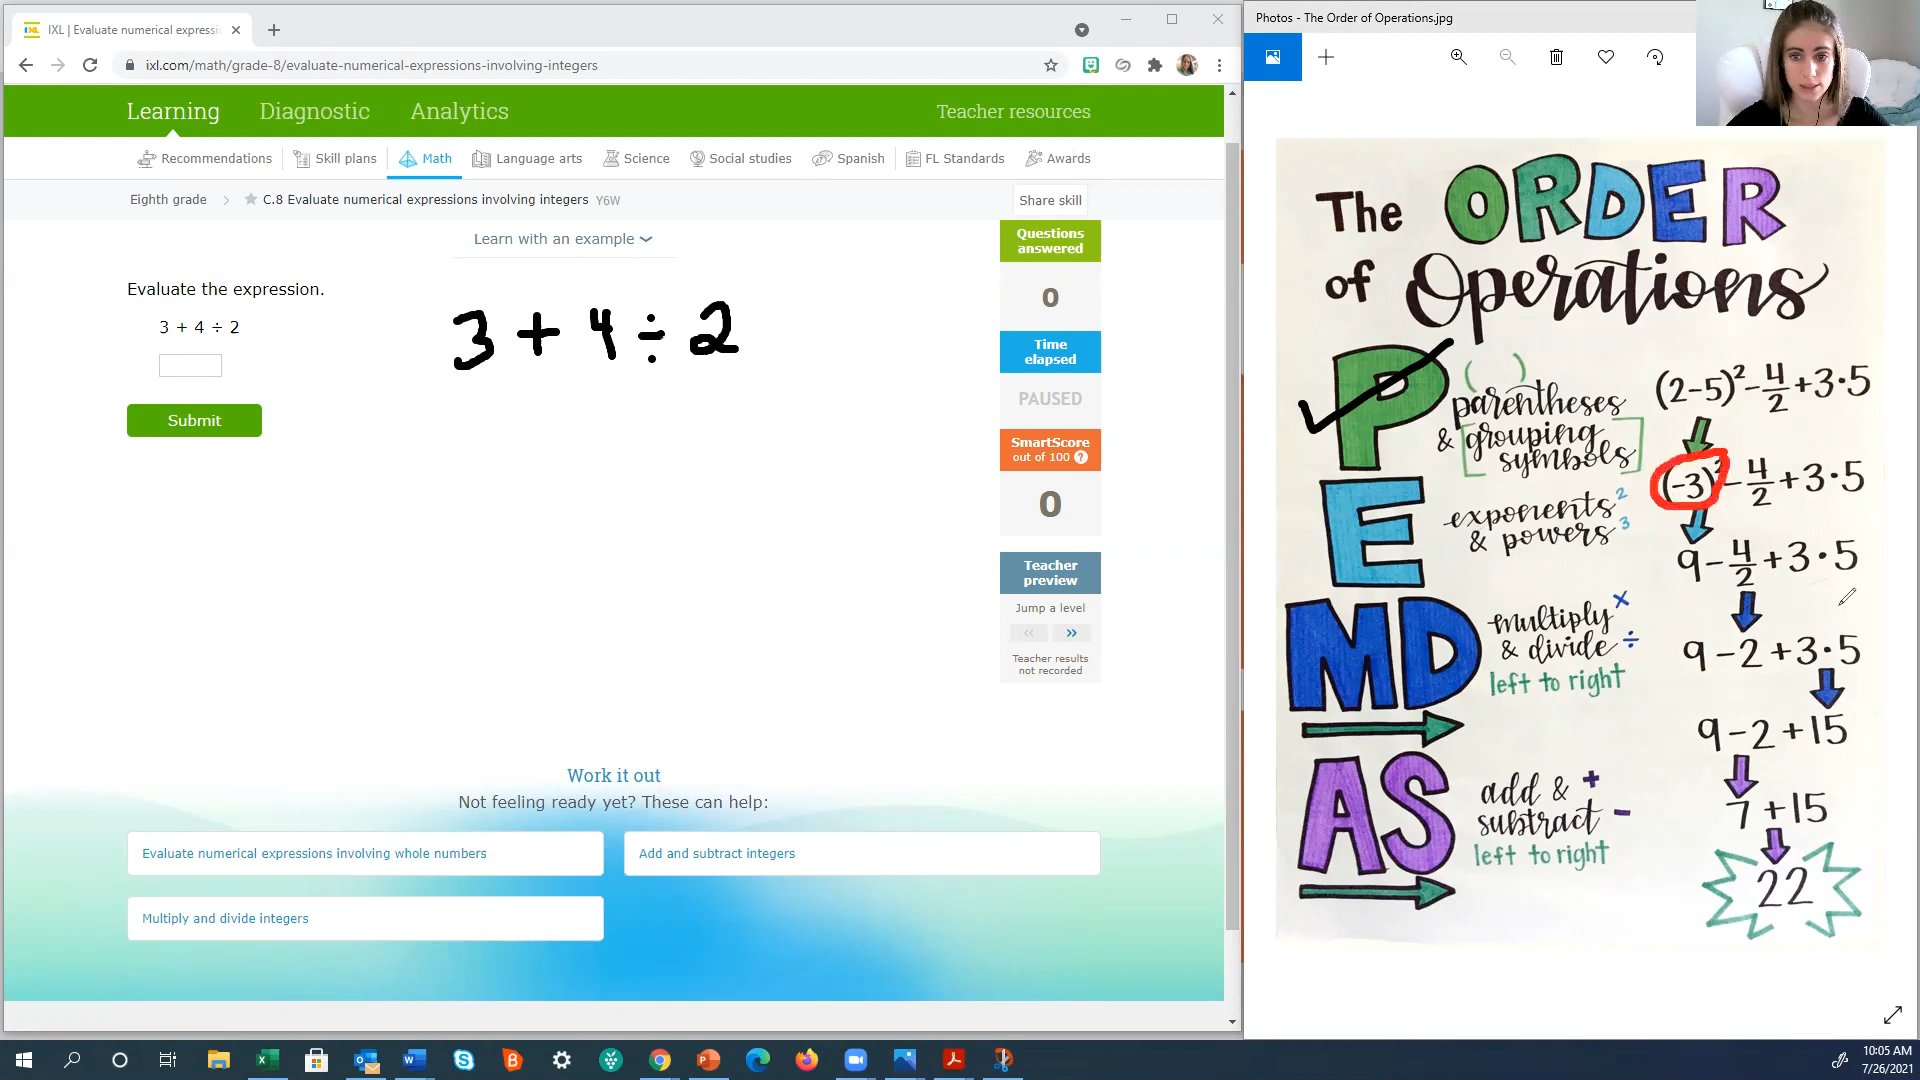 IXL | Evaluate numerical expressi
ixl.com/math/grade-8/evaluate-numerical-expressions-involving-integers
Learning Diagnostic Analytics Teacher resources
Recommendations Skill plans Math Language arts Science Social studies Spanish FL Standards Awards
Eighth grade > C.8 Evaluate numerical expressions involving integers Y6W
Share skill
Learn with an example
Evaluate the expression.
3 + 4 ÷ 2
Submit
3 + 4 ÷ 2
Questions
answered
0
Time
elapsed
PAUSED
SmartScore
out of 100 ?
0
Teacher
preview
Jump a level
<< >>
Teacher results
not recorded
Work it out
Not feeling ready yet? These can help:
Evaluate numerical expressions involving whole numbers
Add and subtract integers
Multiply and divide integers
Photos - The Order of Operations.jpg
The ORDER
of Operations
P
( )
parentheses
& [grouping
symbols]
E
exponents 2
& powers 3
MD
multiply ×
& divide ÷
left to right
AS
add & +
subtract −
left to right
(2-5)² - 4/2 + 3·5
(-3)² - 4/2 + 3·5
9 - 4/2 + 3·5
9 - 2 + 3·5
9 - 2 + 15
7 + 15
22
10:05 AM
7/26/2021